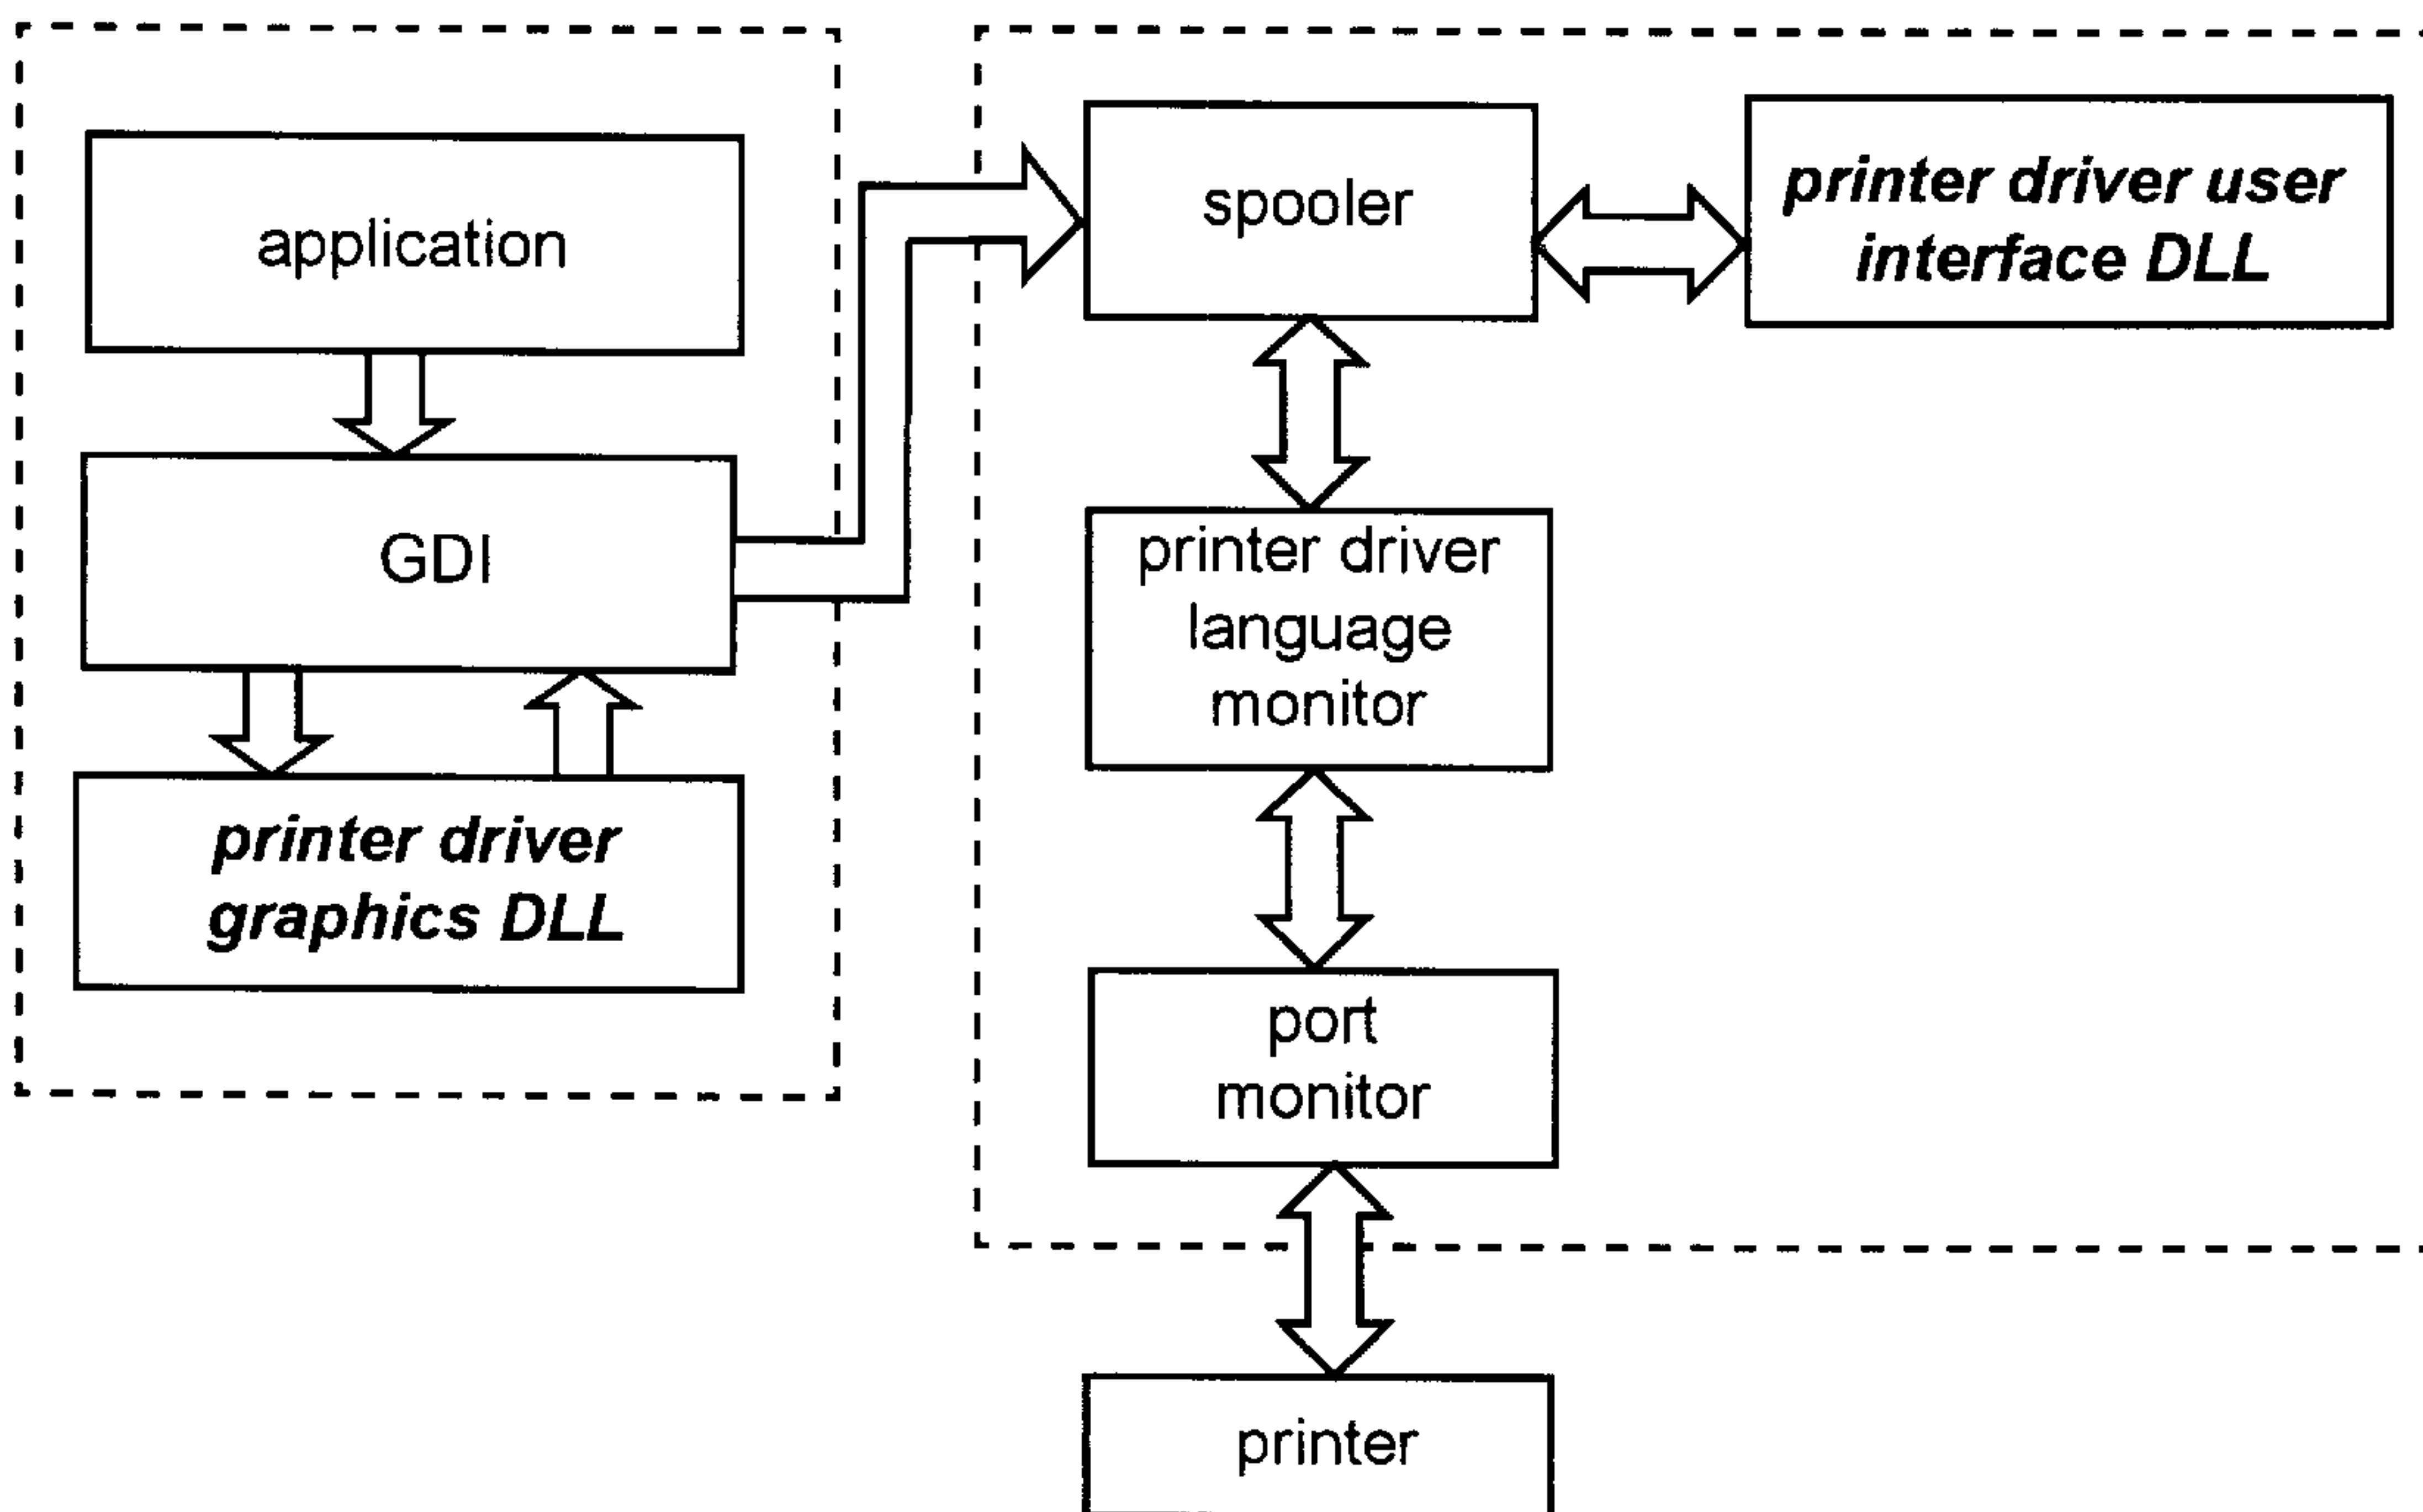 application
GDI
printer driver
graphics DLL
spooler
printer driver user
interface DLL
printer driver
language
monitor
port
monitor
printer